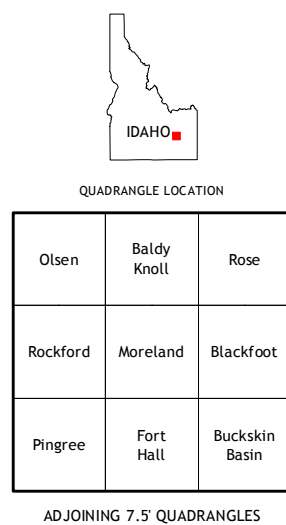 IDAHO
QUADRANGLE LOCATION
Olsen
Baldy
Knoll
Rose
Rockford
Moreland
Blackfoot
Pingree
Fort
Hall
Buckskin
Basin
ADJOINING 7.5' QUADRANGLES